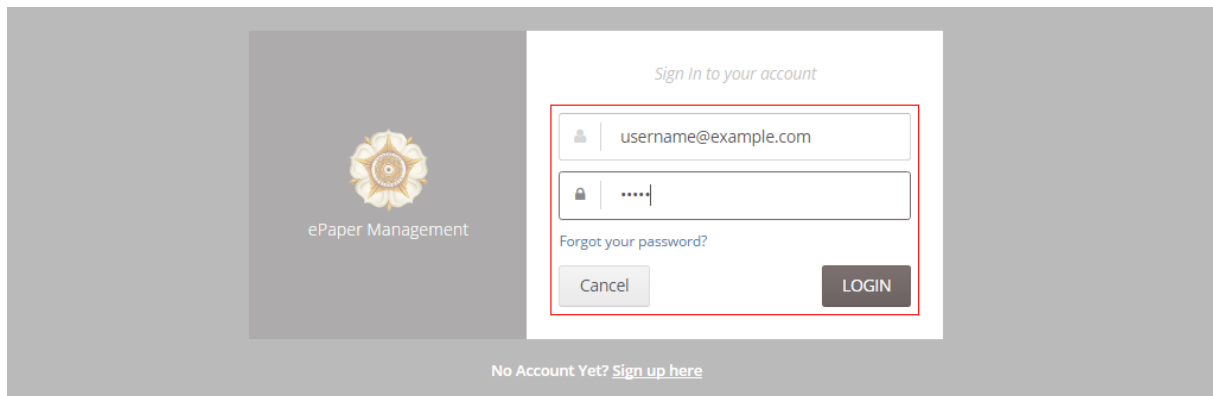 Sign In to your account
username@example.com
•••••
ePaper Management
Forgot your password?
Cancel
LOGIN
No Account Yet? Sign up here